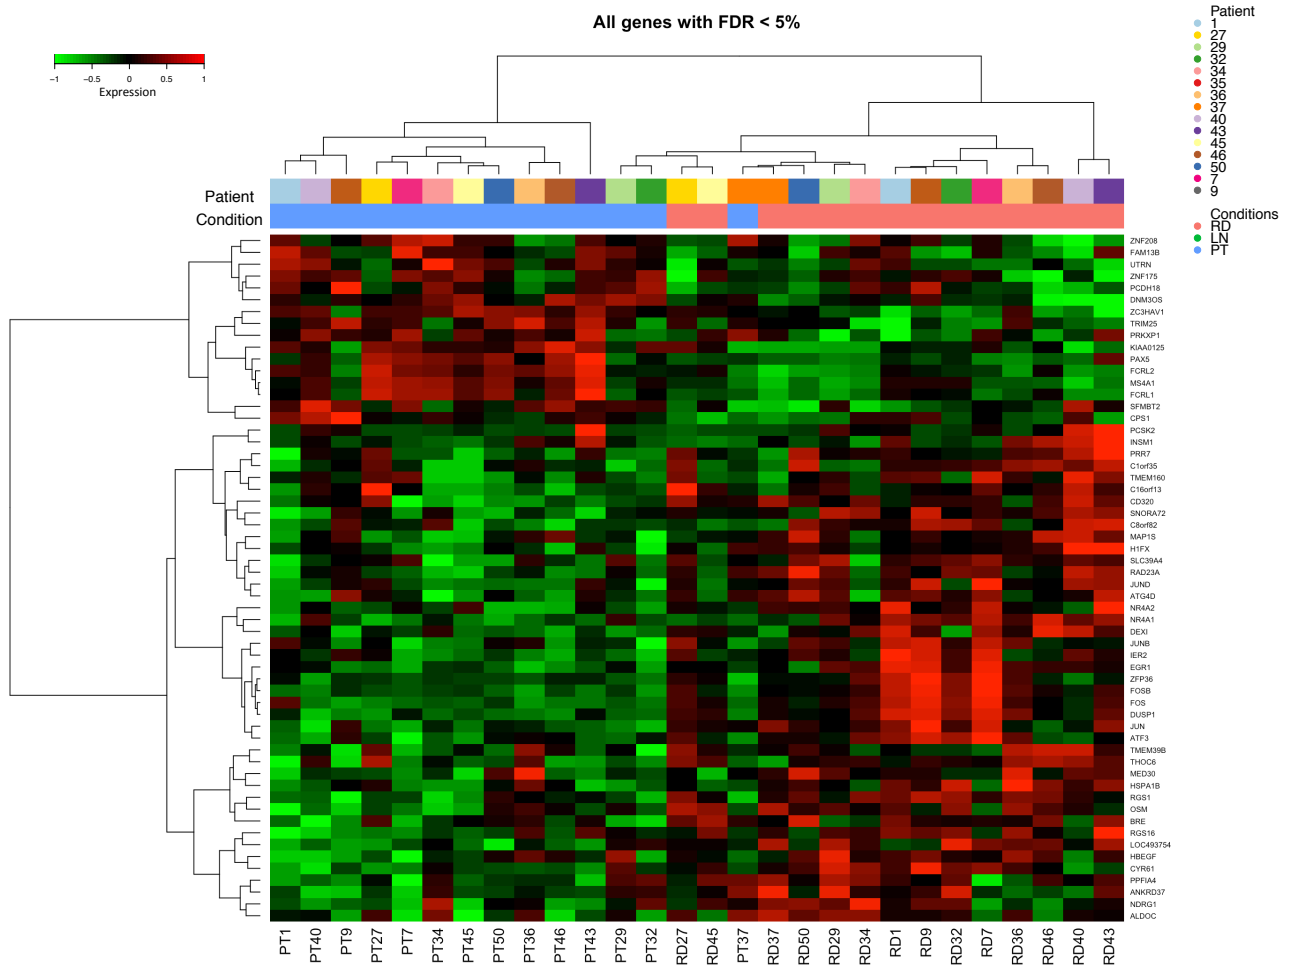 All genes with FDR < 5%
−1 −0.5 0 0.5 1
Expression
Patient
1
27
29
32
34
35
36
37
40
43
45
46
50
7
9
Conditions
RD
LN
PT
Patient
Condition
ZNF208
FAM13B
UTRN
ZNF175
PCDH18
DNM3OS
ZC3HAV1
TRIM25
PRKXP1
KIAA0125
PAX5
FCRL2
MS4A1
FCRL1
SFMBT2
CPS1
PCSK2
INSM1
PRR7
C1orf35
TMEM160
C16orf13
CD320
SNORA72
C8orf82
MAP1S
H1FX
SLC39A4
RAD23A
JUND
ATG4D
NR4A2
NR4A1
DEXI
JUNB
IER2
EGR1
ZFP36
FOSB
FOS
DUSP1
JUN
ATF3
TMEM39B
THOC6
MED30
HSPA1B
RGS1
OSM
BRE
RGS16
LOC493754
HBEGF
CYR61
PPFIA4
ANKRD37
NDRG1
ALDOC
PT1 PT40 PT9 PT27 PT7 PT34 PT45 PT50 PT36 PT46 PT43 PT29 PT32 RD27 RD45 PT37 RD37 RD50 RD29 RD34 RD1 RD9 RD32 RD7 RD36 RD46 RD40 RD43